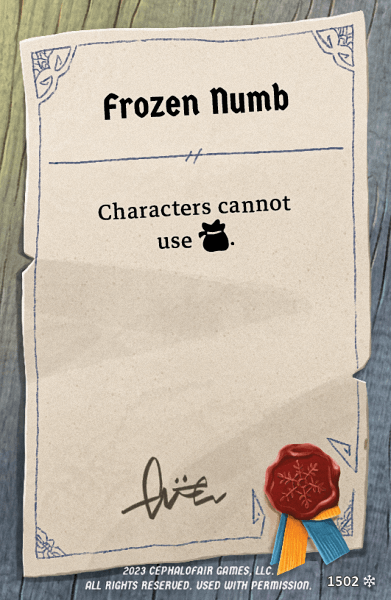 Frozen Numb
Characters cannot
use .
2023 CEPHALOFAIR GAMES, LLC.
ALL RIGHTS RESERVED. USED WITH PERMISSION.
1502